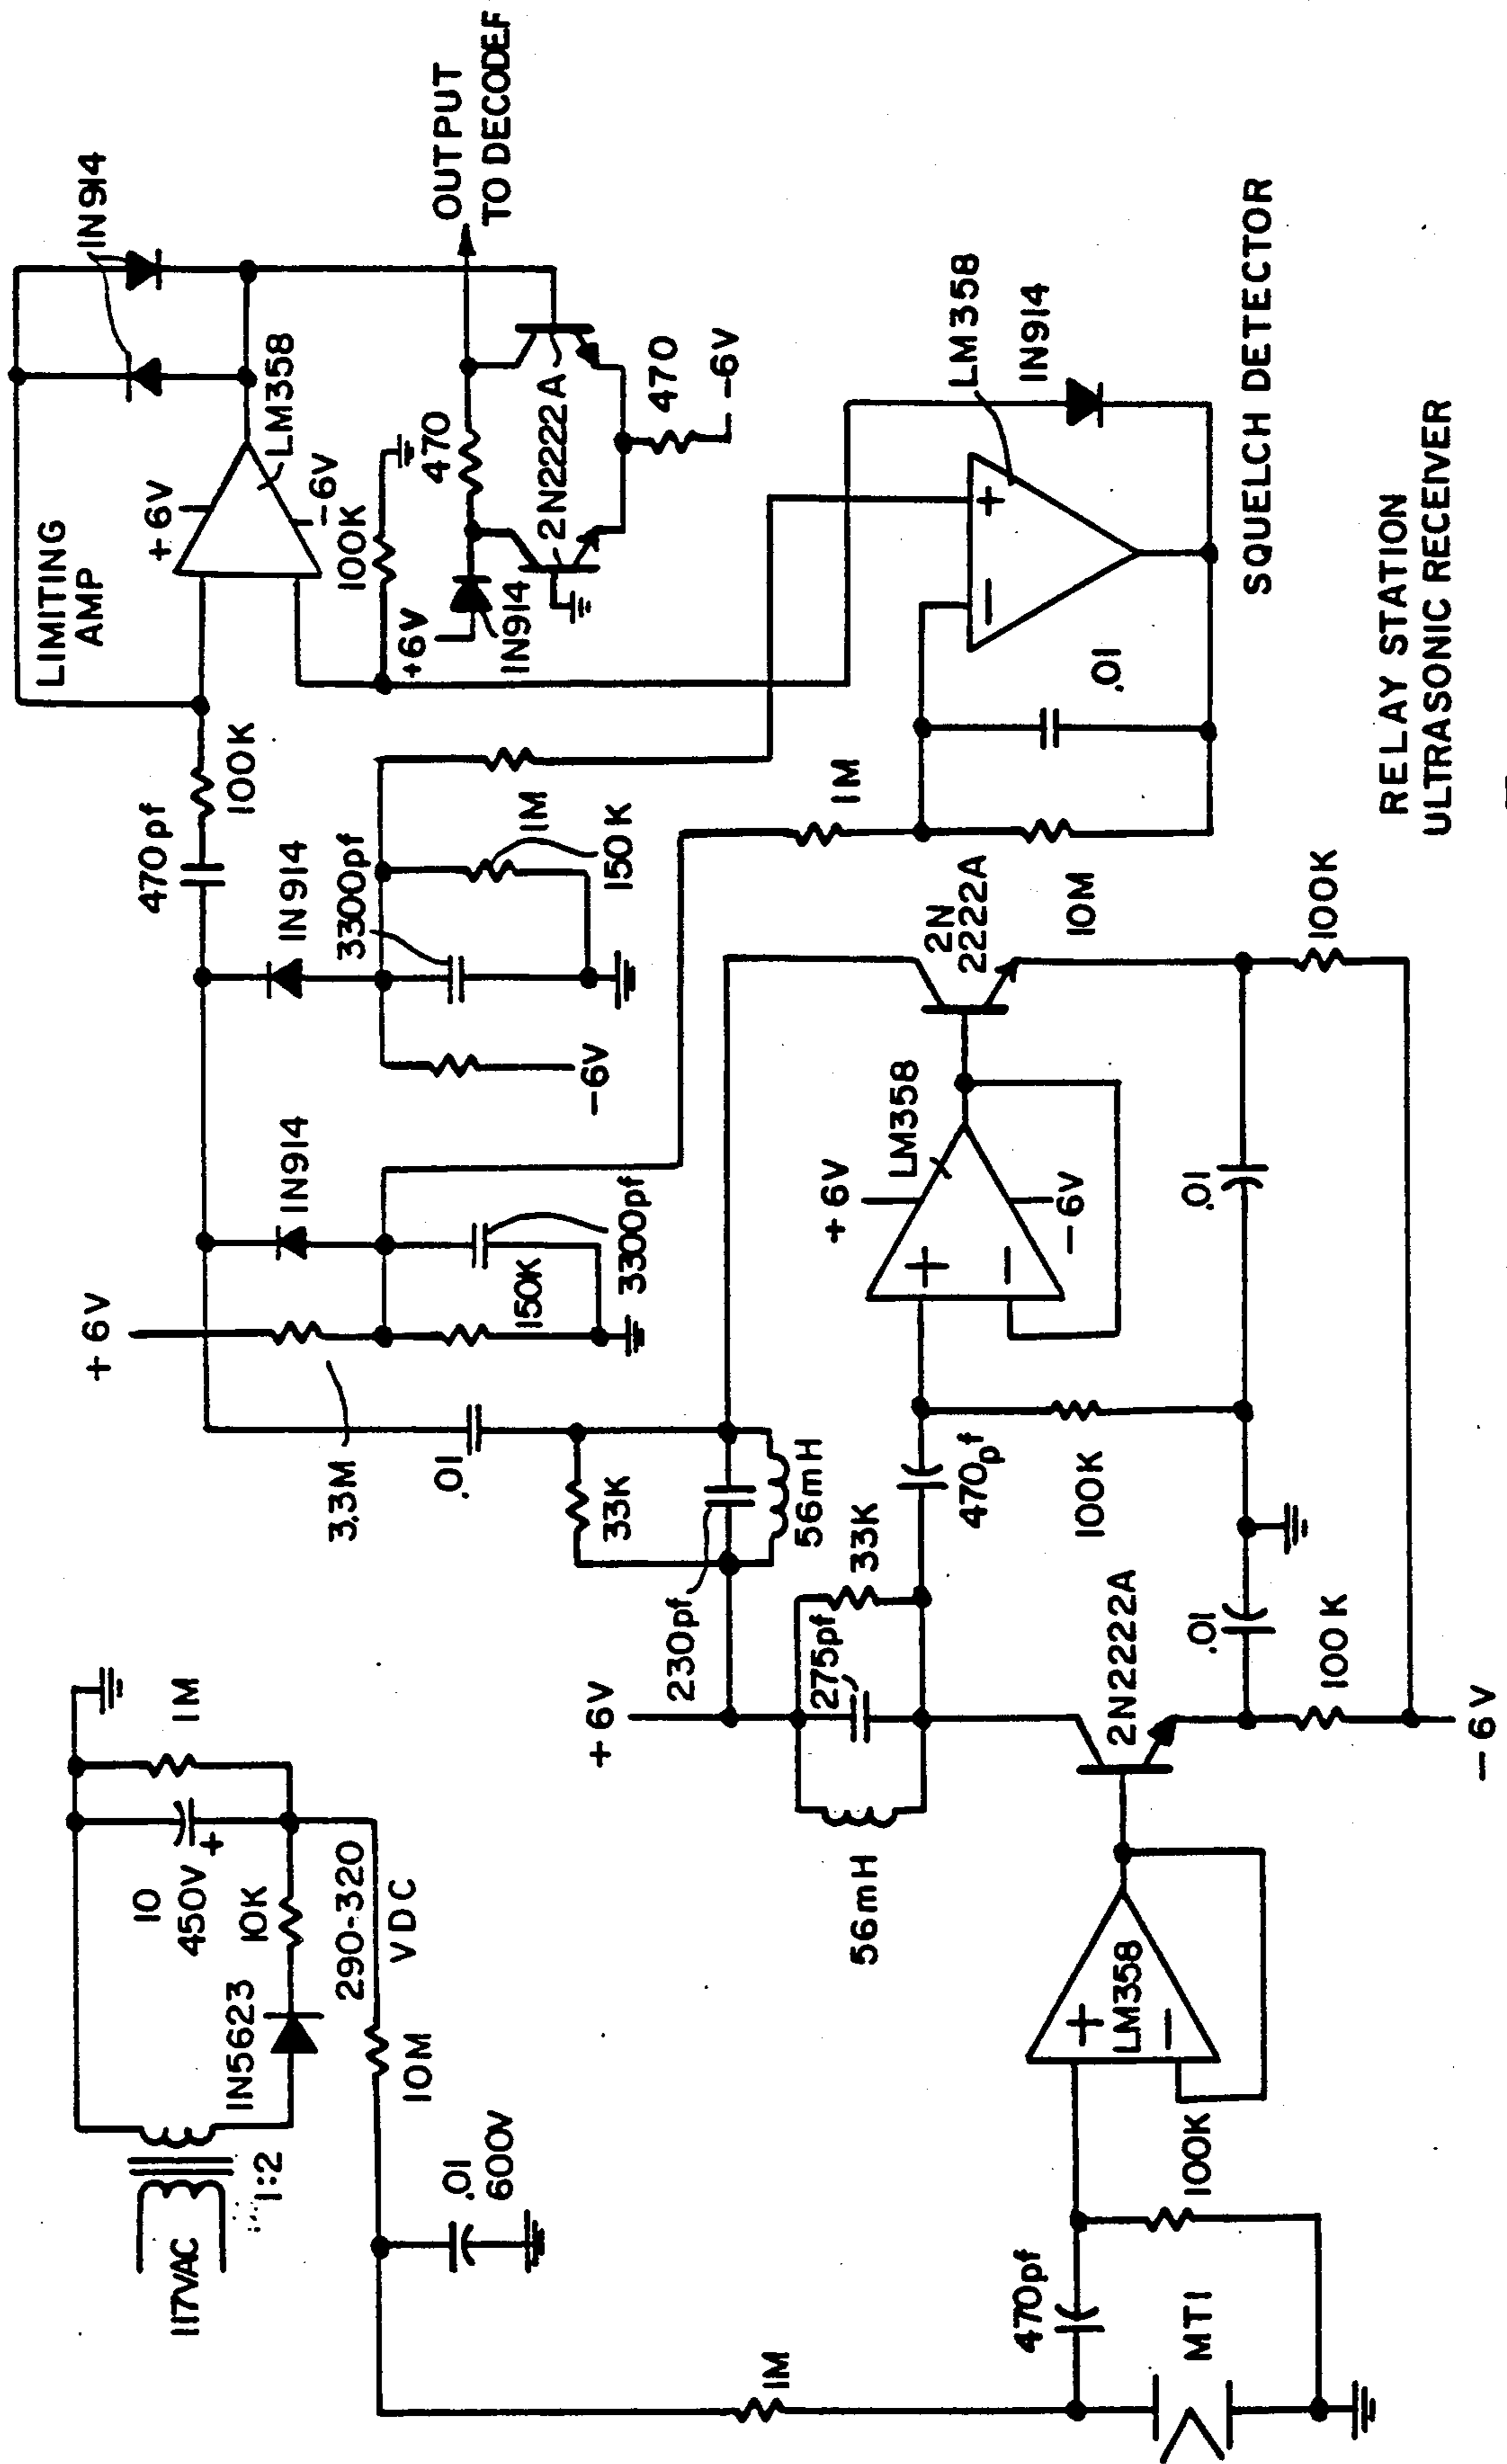 LIMITING
AMP
IN914
+6V
LM358
-6V
100K
470pf
100K
OUTPUT
TO DECODER
470
2N2222A
+6V
IN914
470
-6V
IN914
3300pf
1M
150K
-6V
+6V
IN914
150K
3300pf
3.3M
.01
33K
230pf
56mH
LM358
IN914
.01
1M
10M
SQUELCH DETECTOR
117VAC
1:2
10
450V
+
1M
1N5623
10K
290-320
VDC
10M
.01
600V
+6V
275pf
33K
56mH
470pf
+6V
LM358
+
-
-6V
2N
2222A
100K
.01
100K
1M
470pf
MT1
100K
+
LM358
-
2N2222A
.01
100K
-6V
RELAY STATION
ULTRASONIC RECEIVER